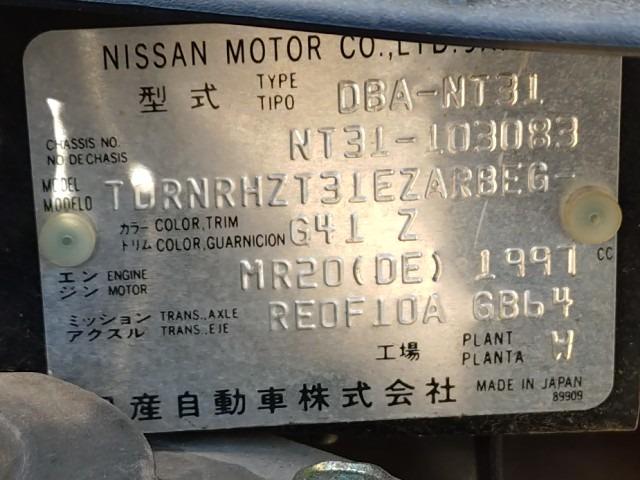 NISSAN MOTOR CO.,LTD.
型式 TYPE TIPO DBA-NT31
CHASSIS NO. NO DE CHASIS NT31-103083
MODEL MODELO TDRNRHZT31EZARBEG-
カラー COLOR,TRIM トリム COLOR,GUARNICION G41 Z
エンジン ENGINE MOTOR MR20(DE) 1997 CC
ミッション TRANS.,AXLE アクスル TRANS.,EJE RE0F10A GB64
工場 PLANT PLANTA W
産自動車株式会社 MADE IN JAPAN
89909